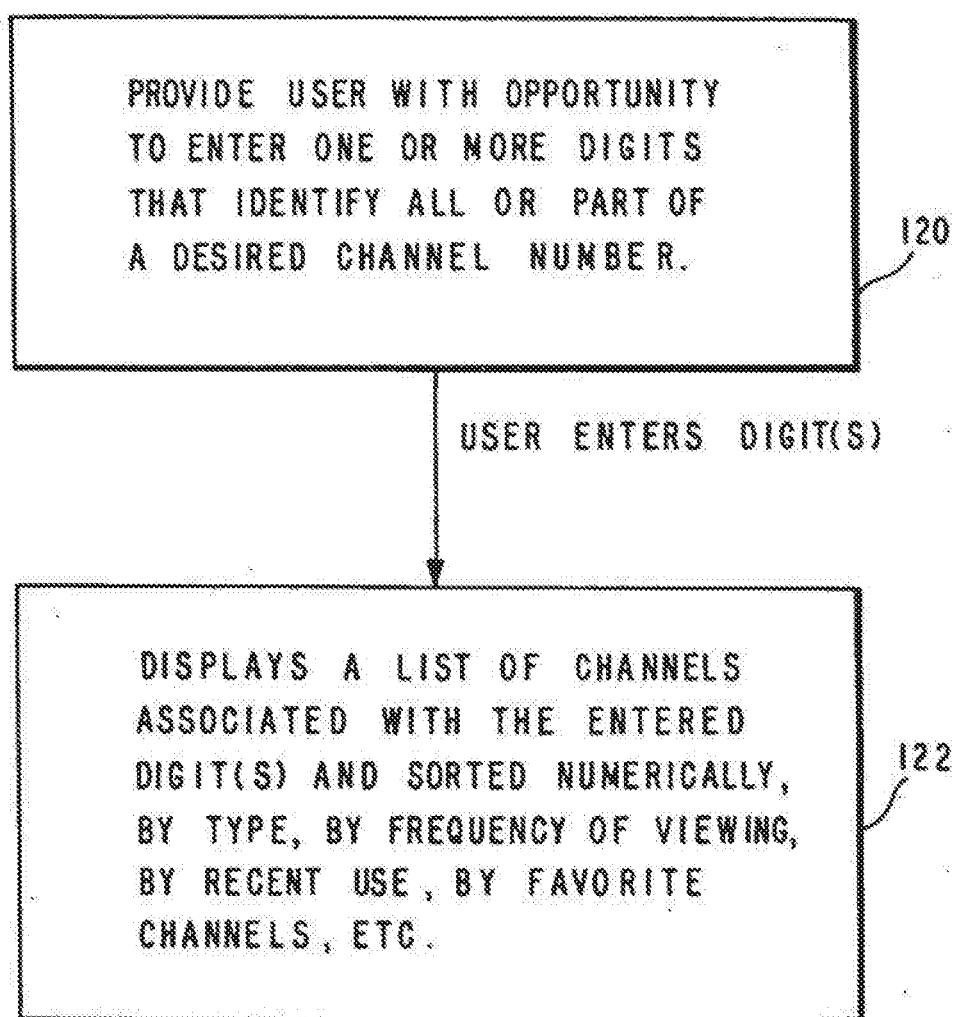 PROVIDE USER WITH OPPORTUNITY
TO ENTER ONE OR MORE DIGITS
THAT IDENTIFY ALL OR PART OF
A DESIRED CHANNEL NUMBER.
120
USER ENTERS DIGIT(S)
DISPLAYS A LIST OF CHANNELS
ASSOCIATED WITH THE ENTERED
DIGIT(S) AND SORTED NUMERICALLY,
BY TYPE, BY FREQUENCY OF VIEWING,
BY RECENT USE, BY FAVORITE
CHANNELS, ETC.
122